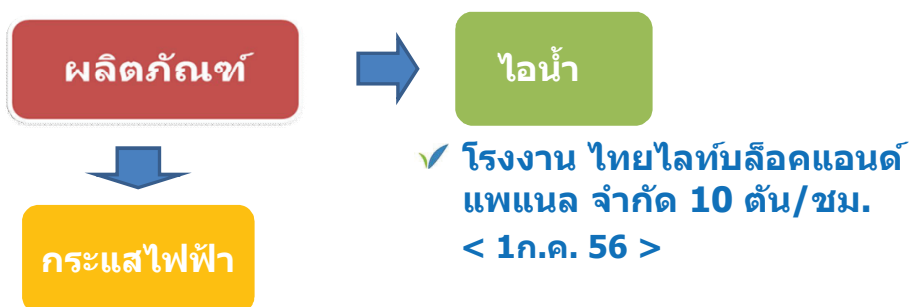 ผลิตภัณฑ์
ไอน้ำ
โรงงาน ไทยไลท์บล็อคแอนด์
แพแนล จำกัด 10 ตัน/ชม.
< 1ก.ค. 56 >
กระแสไฟฟ้า